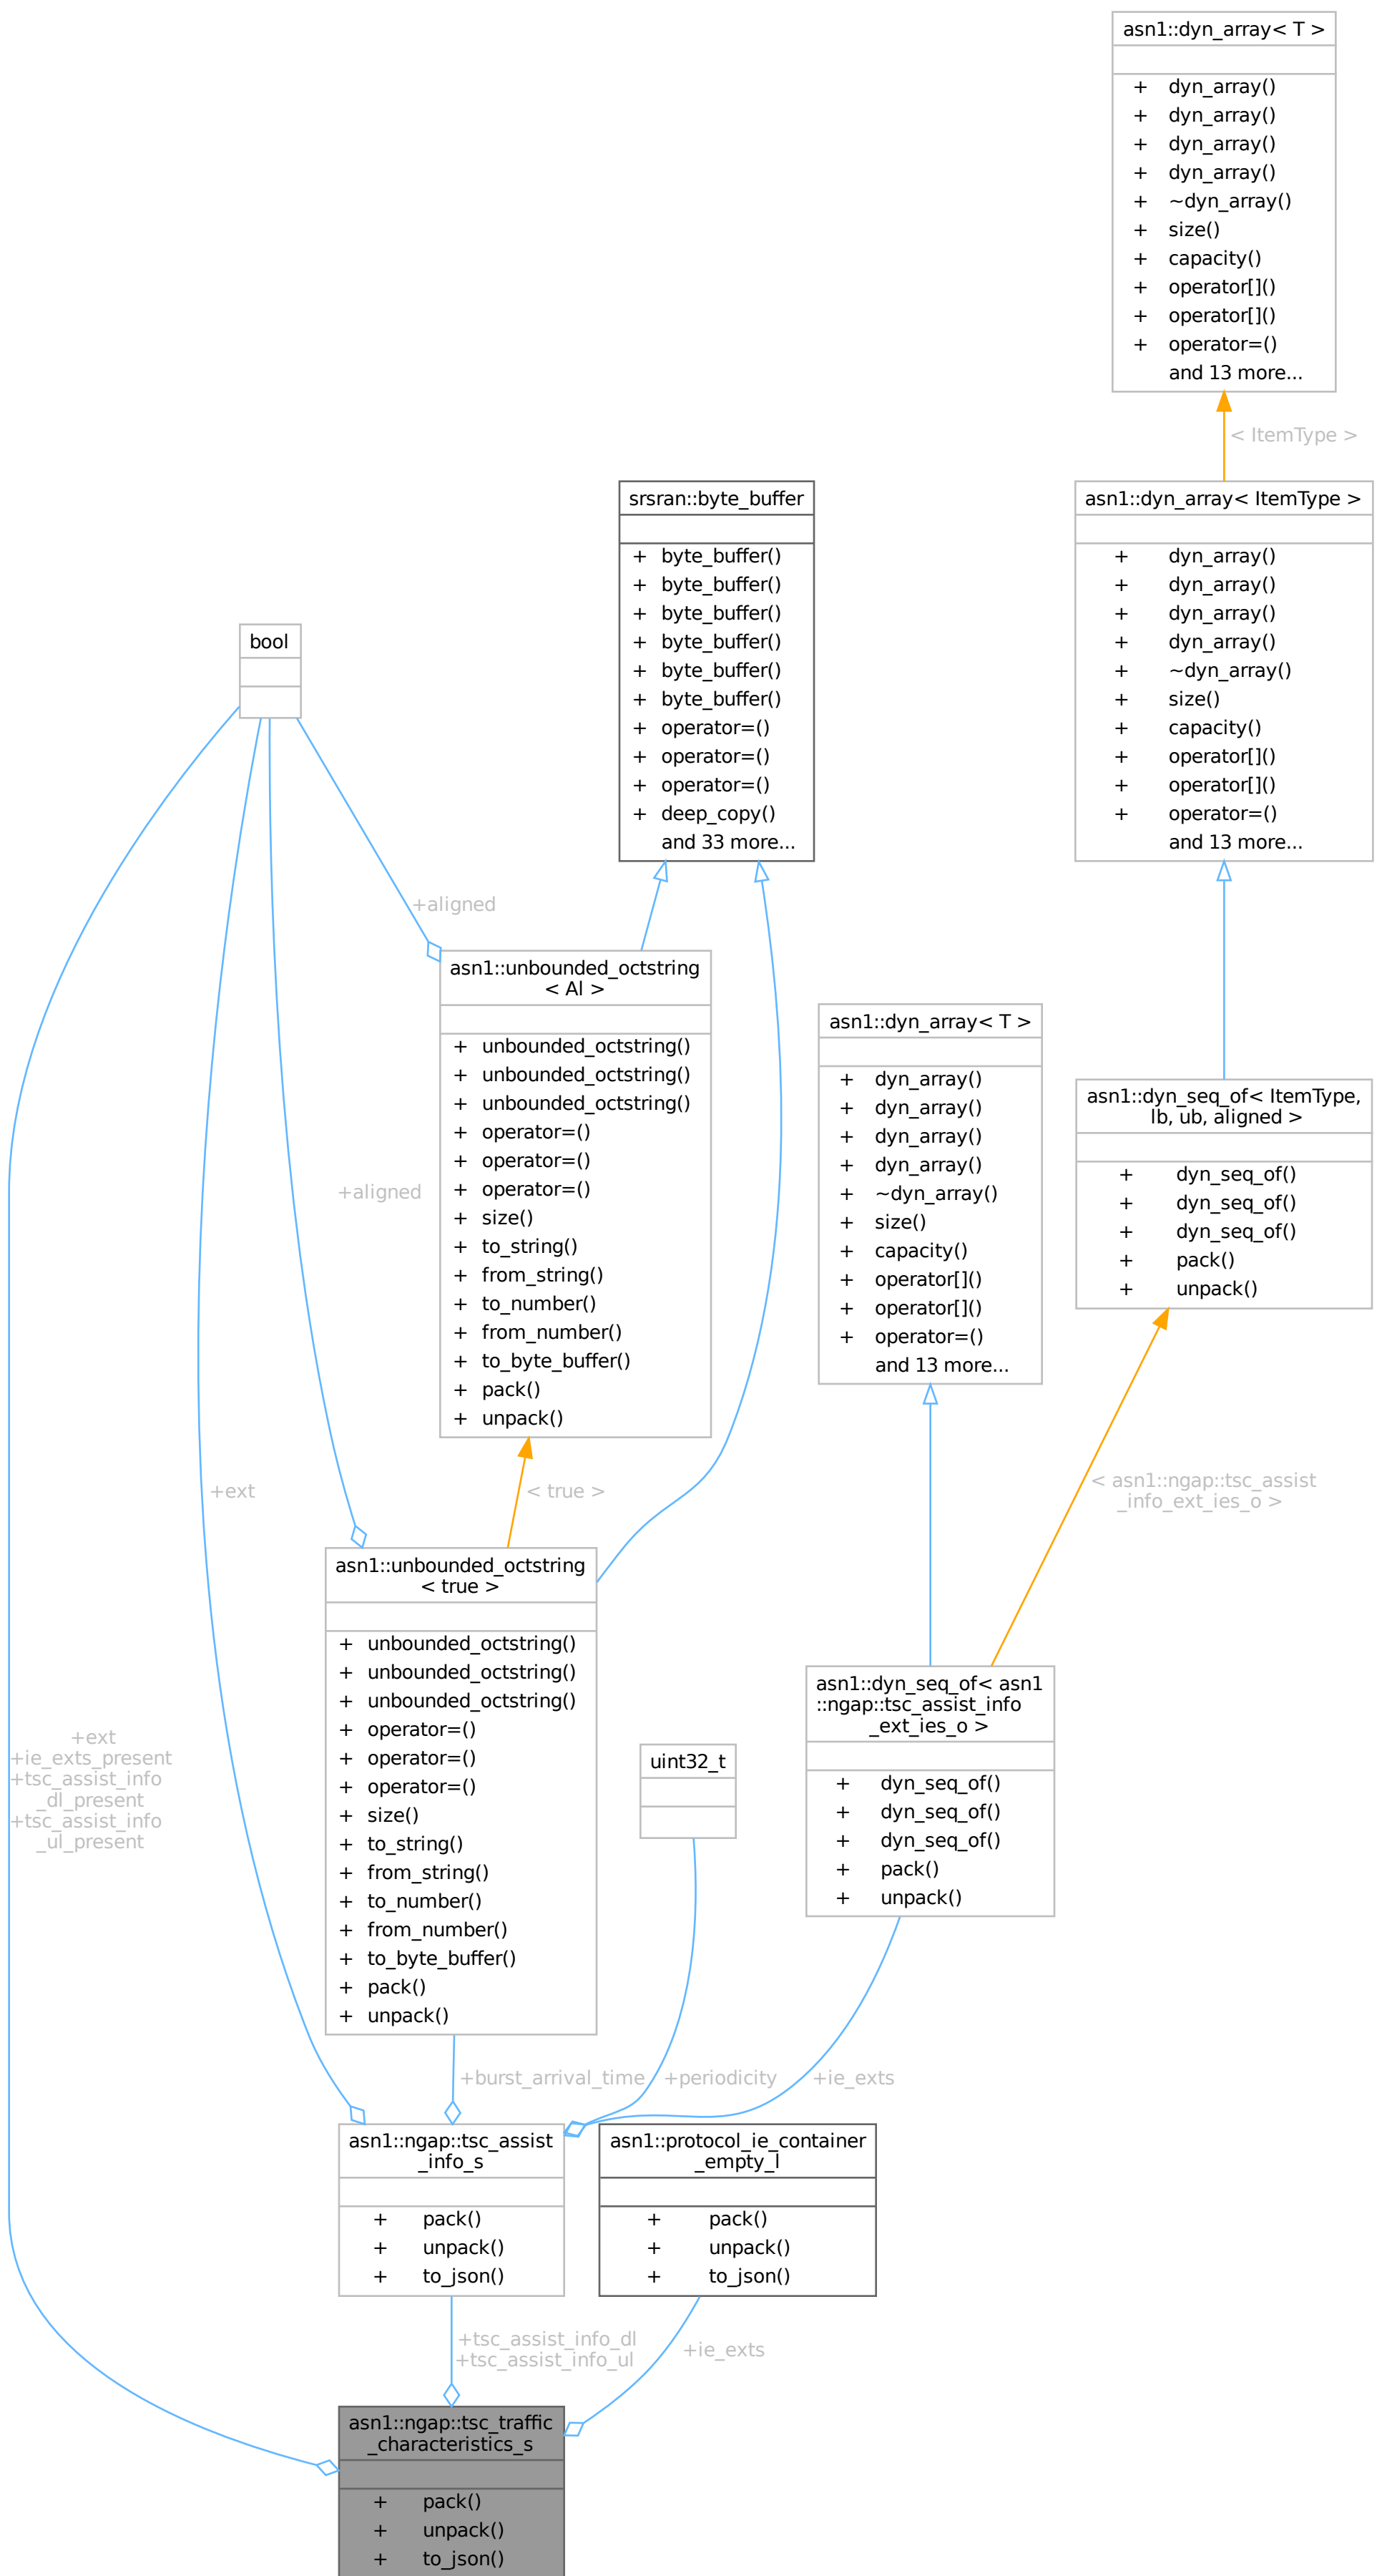 asn1::dyn_array< T >
+ dyn_array()
+ dyn_array()
+ dyn_array()
+ dyn_array()
+ ~dyn_array()
+ size()
+ capacity()
+ operator[]()
+ operator[]()
+ operator=()
and 13 more...
< ItemType >
srsran::byte_buffer
+ byte_buffer()
+ byte_buffer()
+ byte_buffer()
+ byte_buffer()
+ byte_buffer()
+ byte_buffer()
+ operator=()
+ operator=()
+ operator=()
+ deep_copy()
and 33 more...
asn1::dyn_array< ItemType >
+ dyn_array()
+ dyn_array()
+ dyn_array()
+ dyn_array()
+ ~dyn_array()
+ size()
+ capacity()
+ operator[]()
+ operator[]()
+ operator=()
and 13 more...
bool
+aligned
asn1::unbounded_octstring
< Al >
+ unbounded_octstring()
+ unbounded_octstring()
+ unbounded_octstring()
+ operator=()
+ operator=()
+ operator=()
+ size()
+ to_string()
+ from_string()
+ to_number()
+ from_number()
+ to_byte_buffer()
+ pack()
+ unpack()
asn1::dyn_array< T >
+ dyn_array()
+ dyn_array()
+ dyn_array()
+ dyn_array()
+ ~dyn_array()
+ size()
+ capacity()
+ operator[]()
+ operator[]()
+ operator=()
and 13 more...
asn1::dyn_seq_of< ItemType,
lb, ub, aligned >
+ dyn_seq_of()
+ dyn_seq_of()
+ dyn_seq_of()
+ pack()
+ unpack()
+aligned
+ext
< true >
< asn1::ngap::tsc_assist
_info_ext_ies_o >
asn1::unbounded_octstring
< true >
+ unbounded_octstring()
+ unbounded_octstring()
+ unbounded_octstring()
+ operator=()
+ operator=()
+ operator=()
+ size()
+ to_string()
+ from_string()
+ to_number()
+ from_number()
+ to_byte_buffer()
+ pack()
+ unpack()
asn1::dyn_seq_of< asn1
::ngap::tsc_assist_info
_ext_ies_o >
+ dyn_seq_of()
+ dyn_seq_of()
+ dyn_seq_of()
+ pack()
+ unpack()
+ext
+ie_exts_present
+tsc_assist_info
_dl_present
+tsc_assist_info
_ul_present
uint32_t
+burst_arrival_time
+periodicity
+ie_exts
asn1::ngap::tsc_assist
_info_s
+ pack()
+ unpack()
+ to_json()
asn1::protocol_ie_container
_empty_l
+ pack()
+ unpack()
+ to_json()
+tsc_assist_info_dl
+tsc_assist_info_ul
+ie_exts
asn1::ngap::tsc_traffic
_characteristics_s
+ pack()
+ unpack()
+ to_json()